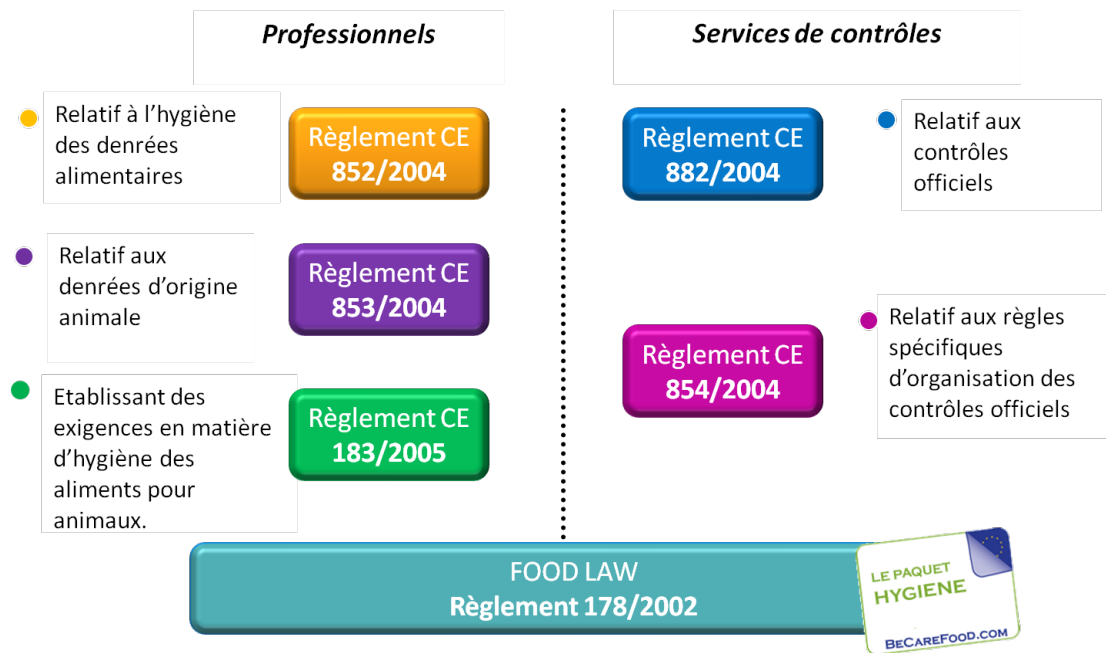 Professionnels
Services de contrôles
Relatif à l’hygiène
des denrées
alimentaires
Règlement CE
852/2004
Règlement CE
882/2004
Relatif aux
contrôles
officiels
Relatif aux
denrées d’origine
animale
Règlement CE
853/2004
Règlement CE
854/2004
Relatif aux règles
spécifiques
d’organisation des
contrôles officiels
Etablissant des
exigences en matière
d’hygiène des
aliments pour
animaux.
Règlement CE
183/2005
FOOD LAW
Règlement 178/2002
LE PAQUET
HYGIENE
BECAREFOOD.COM